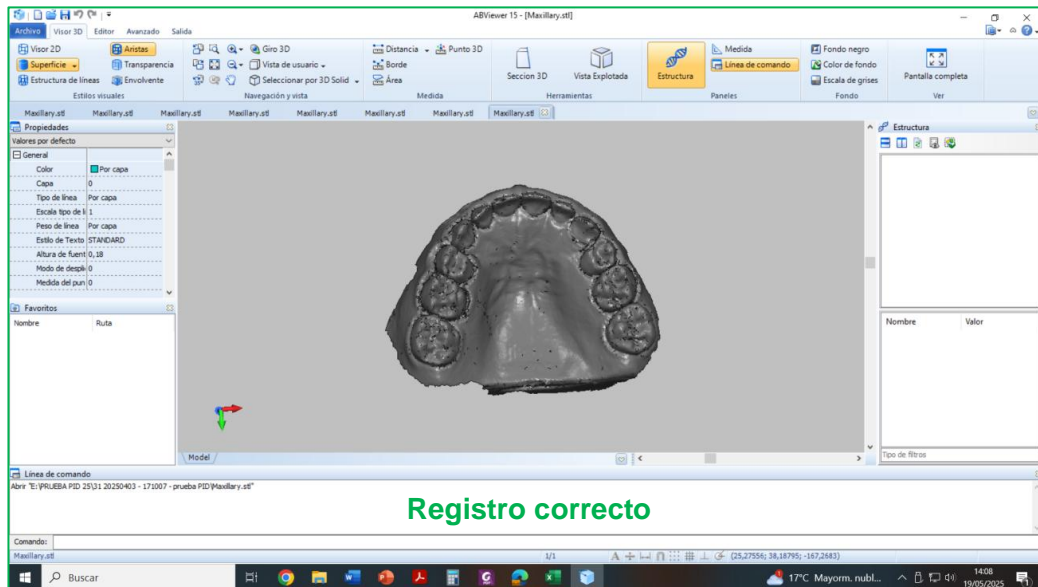 ABViewer 15 - [Maxillary.stl]
Archivo Visor 3D Editor Avanzado Salida
Visor 2D Aristas Giro 3D Distancia Punto 3D Medida Fondo negro
Superficie Transparencia Vista de usuario Borde Línea de comando Color de fondo
Estructura de líneas Envolvente Seleccionar por 3D Solid Área Seccion 3D Vista Explotada Estructura Escala de grises Pantalla completa
Estilos visuales Navegación y vista Medida Herramientas Paneles Fondo Ver
Maxillary.stl Maxillary.stl Maxillary.stl Maxillary.stl Maxillary.stl Maxillary.stl Maxillary.stl Maxillary.stl
Propiedades
Valores por defecto
General
Color Por capa
Capa 0
Tipo de línea Por capa
Escala tipo de lí 1
Peso de línea Por capa
Estilo de Texto STANDARD
Altura de fuent 0,18
Modo de despli 0
Medida del pun 0
Favoritos
Nombre Ruta
Estructura
Nombre Valor
Tipo de filtros
Model
Línea de comando
Abrir "E:\PRUEBA PID 25\31 20250403 - 171007 - prueba PID\Maxillary.stl"
Registro correcto
Comando:
Maxillary.stl 1/1 (25,27556; 38,18795; -167,2683)
Buscar 17°C Mayorm. nubl... 14:08
19/05/2025